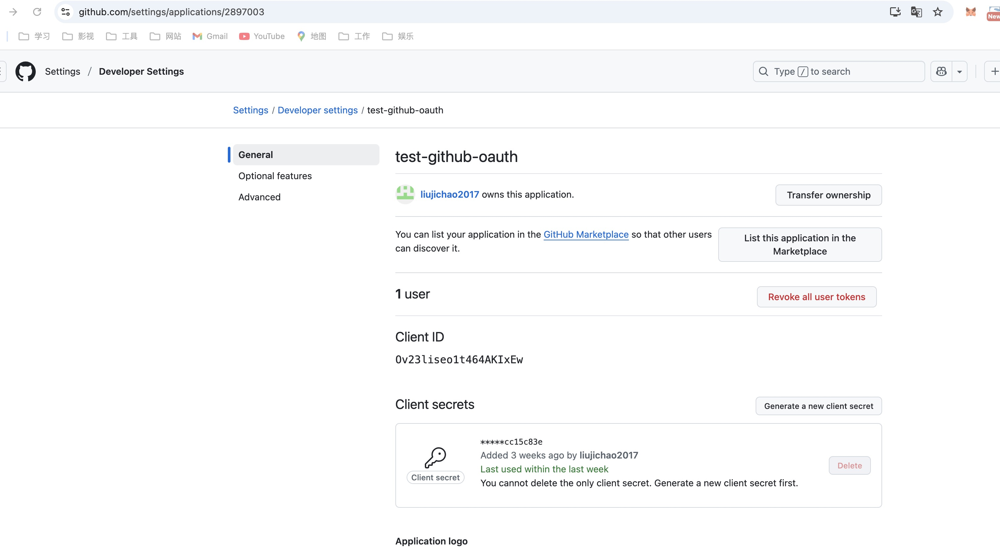 github.com/settings/applications/2897003
New
学习
影视
工具
网站
Gmail
YouTube
地图
工作
娱乐
Settings / Developer Settings
Type / to search
Settings / Developer settings / test-github-oauth
General
Optional features
Advanced
test-github-oauth
liujichao2017 owns this application.
Transfer ownership
You can list your application in the GitHub Marketplace so that other users
can discover it.
List this application in the
Marketplace
1 user
Revoke all user tokens
Client ID
Ov23liseo1t464AKIxEw
Client secrets
Generate a new client secret
*****cc15c83e
Added 3 weeks ago by liujichao2017
Last used within the last week
You cannot delete the only client secret. Generate a new client secret first.
Client secret
Delete
Application logo